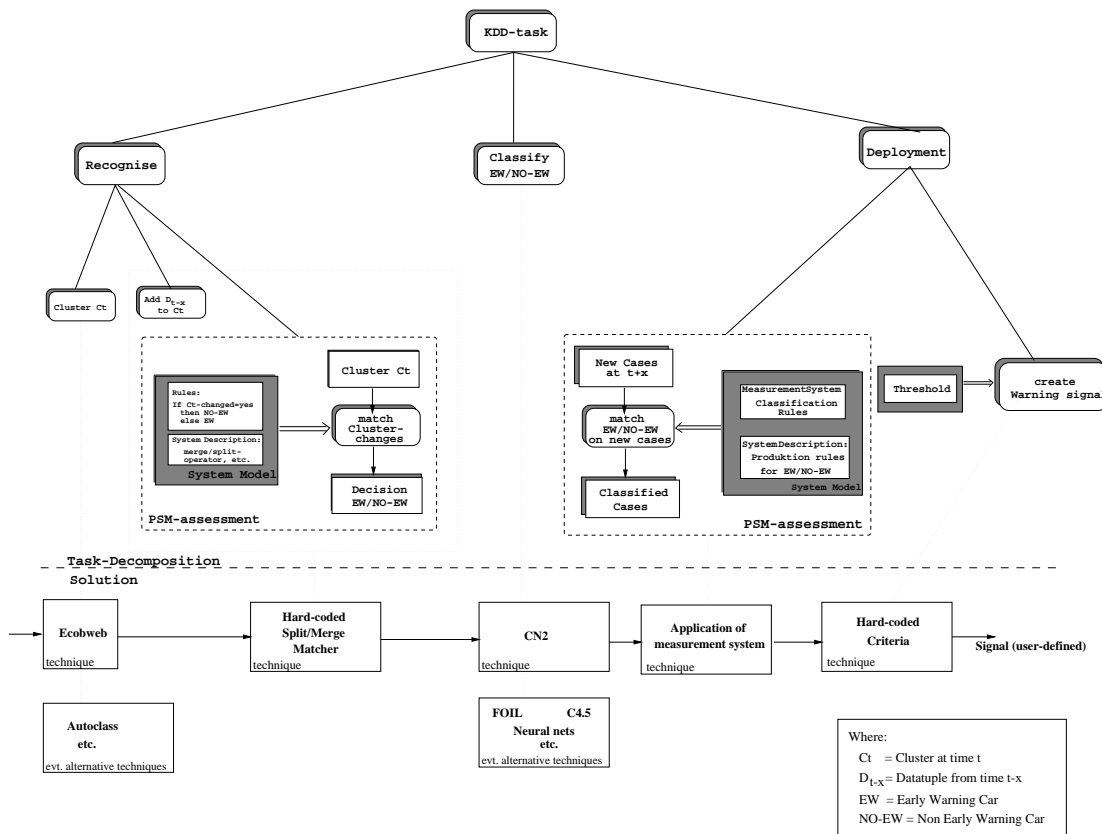 KDD-task
Recognise
Classify
EW/NO-EW
Deployment
Cluster Ct
Add Dt-x
to Ct
Cluster Ct
Rules:
If Ct-changed=yes
then NO-EW
else EW
System Description:
merge/split-
operator, etc.
System Model
match
Cluster-
changes
Decision
EW/NO-EW
PSM-assessment
New Cases
at t+x
match
EW/NO-EW
on new cases
Classified
Cases
MeasurementSystem
Classification
Rules
SystemDescription:
Produktion rules
for EW/NO-EW
System Model
PSM-assessment
Threshold
create
Warning signal
Task-Decomposition
Solution
Ecobweb
technique
Hard-coded
Split/Merge
Matcher
technique
CN2
technique
Application of
measurement system
technique
Hard-coded
Criteria
technique
Signal (user-defined)
Autoclass
etc.
evt. alternative techniques
FOIL C4.5
Neural nets
etc.
evt. alternative techniques
Where:
Ct = Cluster at time t
Dt-x = Datatuple from time t-x
EW = Early Warning Car
NO-EW = Non Early Warning Car